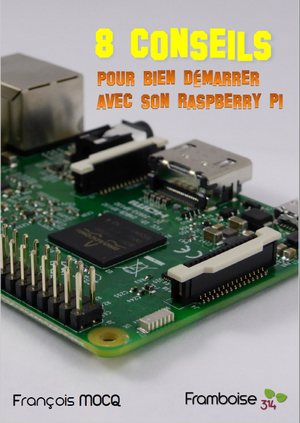 8 CONSEILS
POUR BIEN DÉMARRER
AVEC SON RASPBERRY PI
François MOCQ
Framboise
314